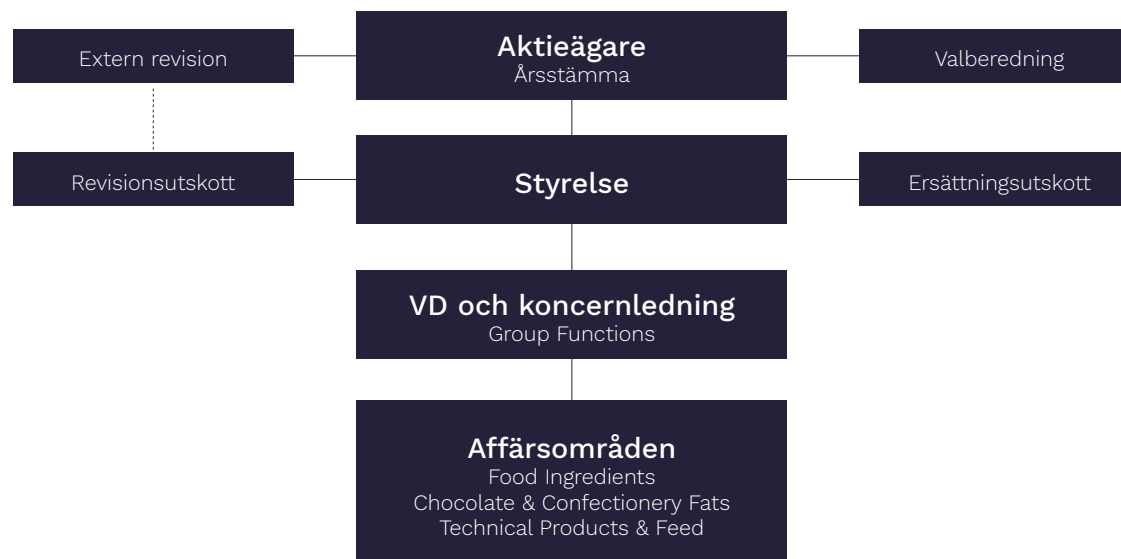 Extern revision
Aktieägare
Årsstämma
Valberedning
Revisionsutskott
Styrelse
Ersättningsutskott
VD och koncernledning
Group Functions
Affärsområden
Food Ingredients
Chocolate & Confectionery Fats
Technical Products & Feed